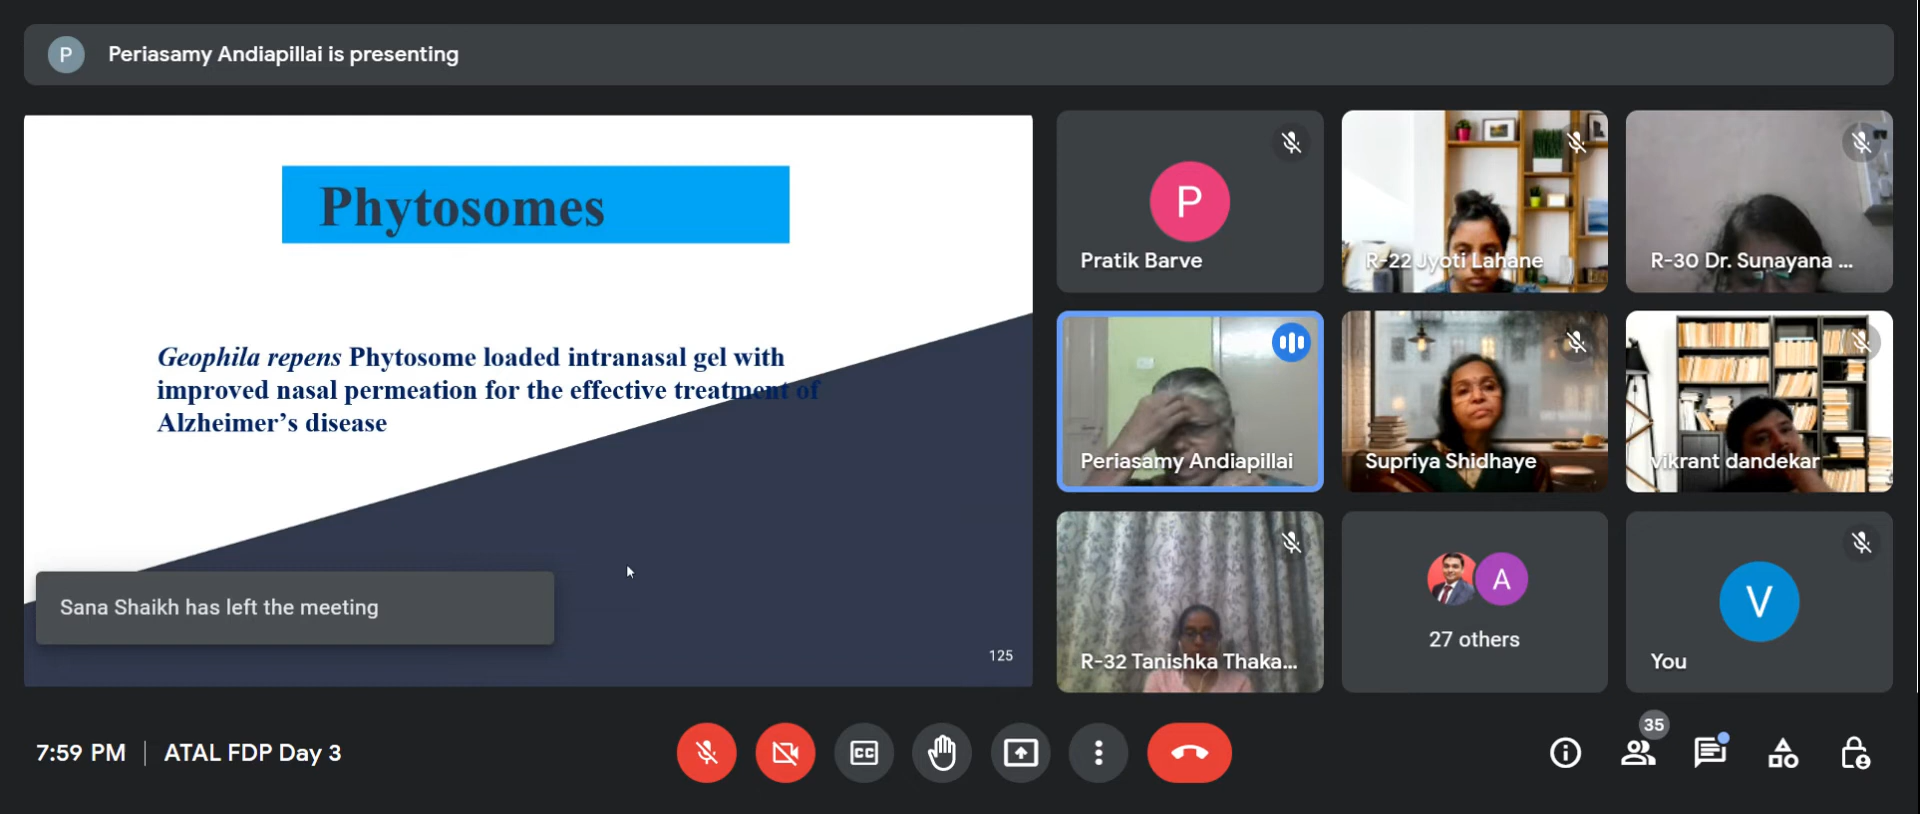 P Periasamy Andiapillai is presenting
Phytosomes
Geophila repens Phytosome loaded intranasal gel with
improved nasal permeation for the effective treatment of
Alzheimer's disease
125
Sana Shaikh has left the meeting
P
Pratik Barve
R-22 Jyoti Lahane
R-30 Dr. Sunayana ...
Periasamy Andiapillai
Supriya Shidhaye
vikrant dandekar
R-32 Tanishka Thaka...
A
27 others
V
You
7:59 PM | ATAL FDP Day 3
CC
35